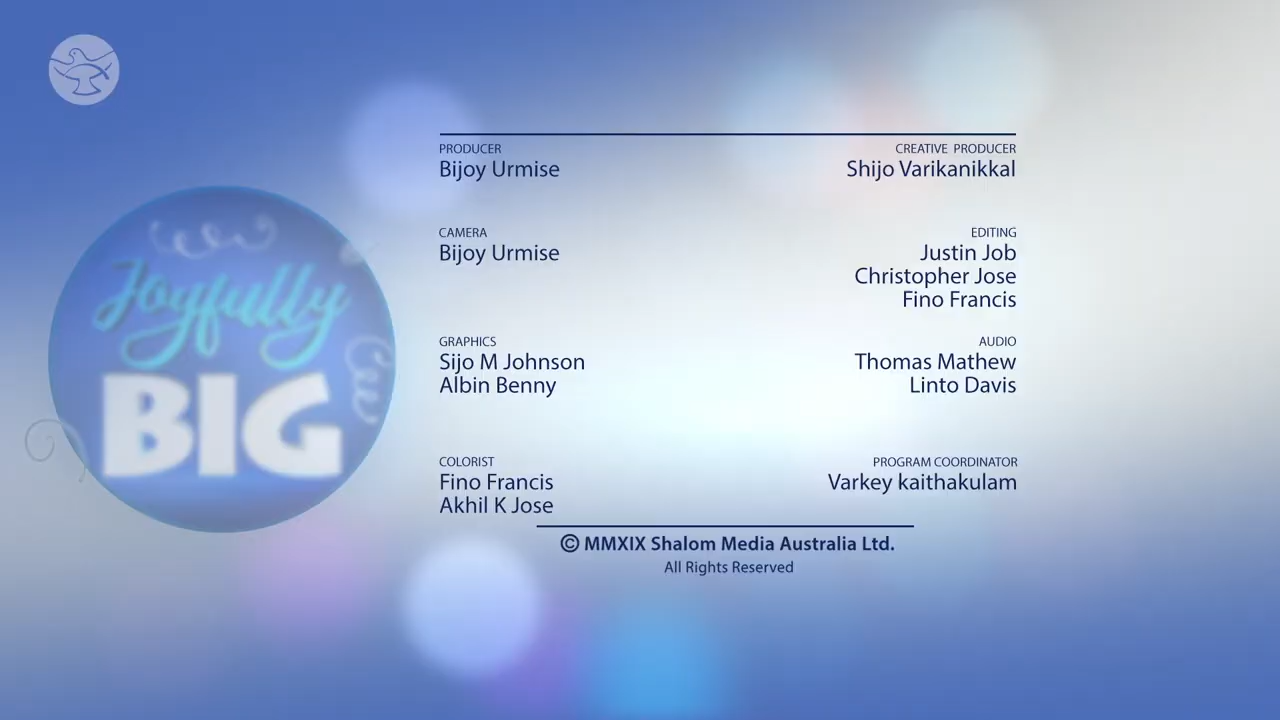 Joyfully
BIG
PRODUCER
Bijoy Urmise
CREATIVE PRODUCER
Shijo Varikanikkal
CAMERA
Bijoy Urmise
EDITING
Justin Job
Christopher Jose
Fino Francis
GRAPHICS
Sijo M Johnson
Albin Benny
AUDIO
Thomas Mathew
Linto Davis
COLORIST
Fino Francis
Akhil K Jose
PROGRAM COORDINATOR
Varkey kaithakulam
© MMXIX Shalom Media Australia Ltd.
All Rights Reserved